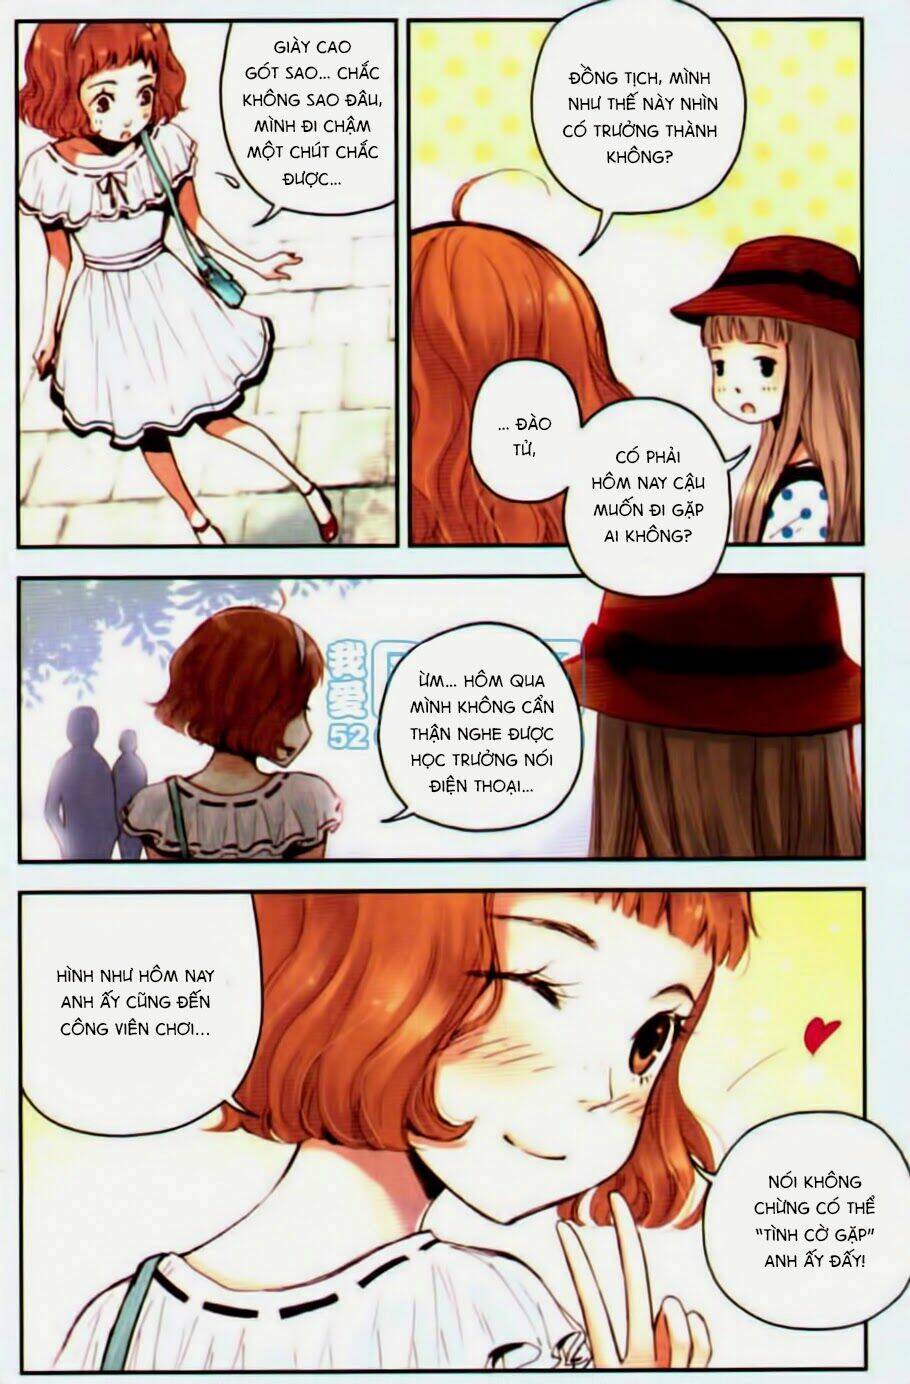 GIÀY CAO
GÓT SAO... CHẮC
KHÔNG SAO ĐÂU,
MÌNH ĐI CHẬM
MỘT CHÚT CHẮC
ĐƯỢC...
ĐỒNG TỊCH, MÌNH
NHƯ THẾ NÀY NHÌN
CÓ TRƯỞNG THÀNH
KHÔNG?
... ĐÀO
TỬ,
CÓ PHẢI
HÔM NAY CẬU
MUỐN ĐI GẶP
AI KHÔNG?
我爱
52
ỪM... HÔM QUA
MÌNH KHÔNG CẨN
THẬN NGHE ĐƯỢC
HỌC TRƯỞNG NÓI
ĐIỆN THOẠI...
HÌNH NHƯ HÔM NAY
ANH ẤY CŨNG ĐẾN
CÔNG VIÊN CHƠI...
NÓI KHÔNG
CHỪNG CÓ THỂ
“TÌNH CỜ GẶP”
ANH ẤY ĐẤY!